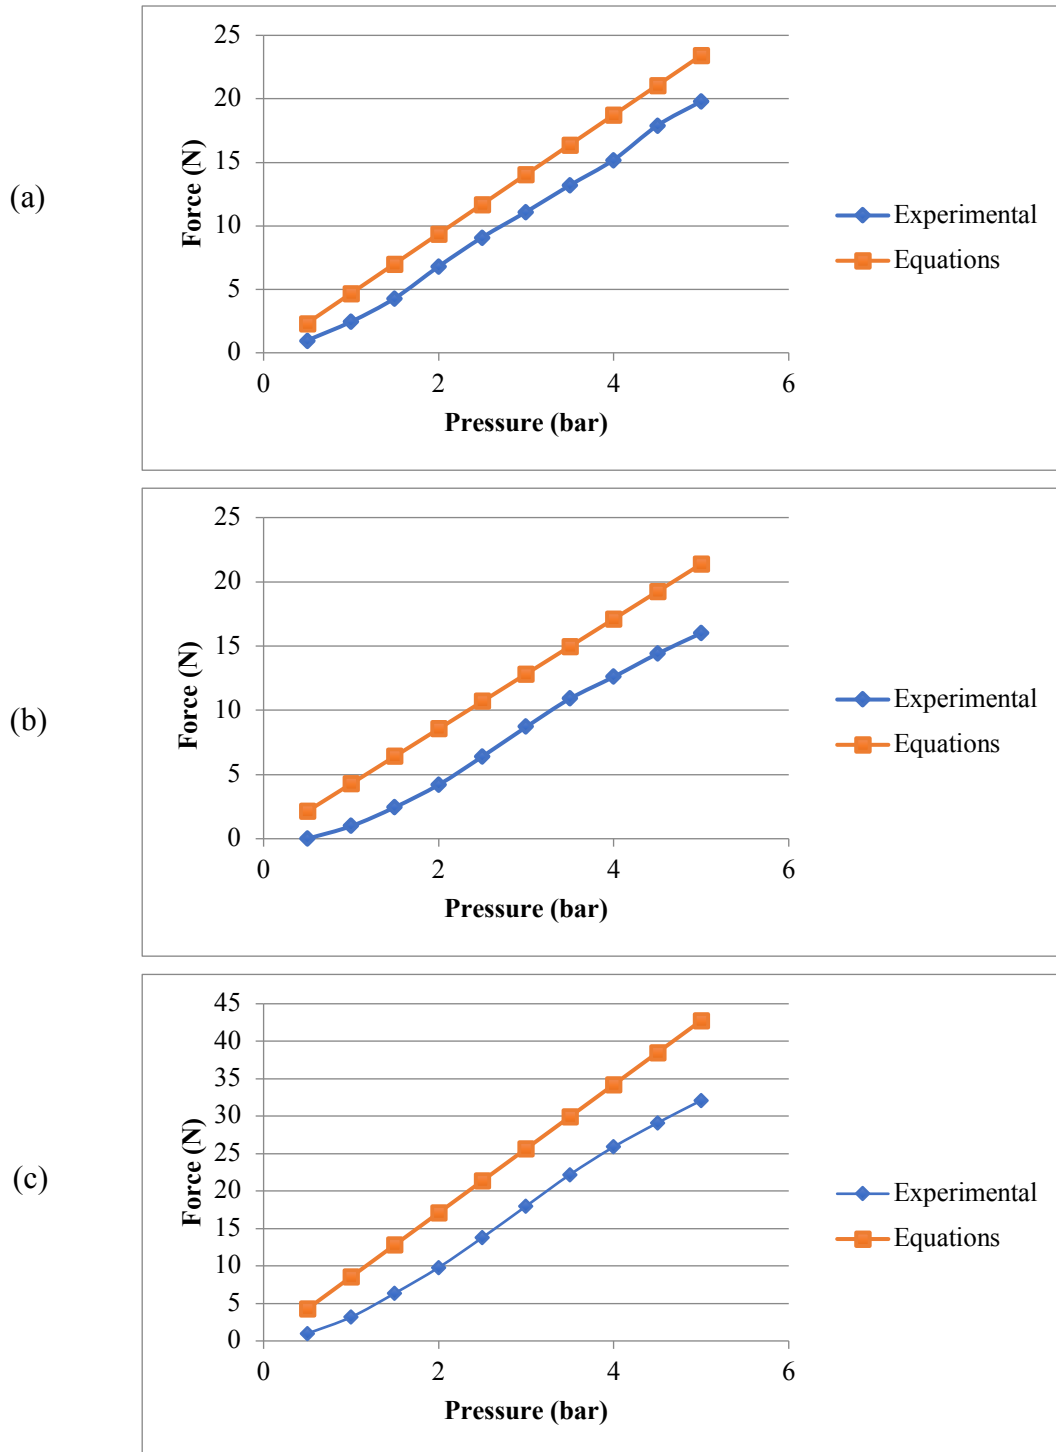 (a)
25
20
15
10
5
0
0 2 4 6
Force (N)
Pressure (bar)
Experimental
Equations
(b)
25
20
15
10
5
0
0 2 4 6
Force (N)
Pressure (bar)
Experimental
Equations
(c)
45
40
35
30
25
20
15
10
5
0
0 2 4 6
Force (N)
Pressure (bar)
Experimental
Equations